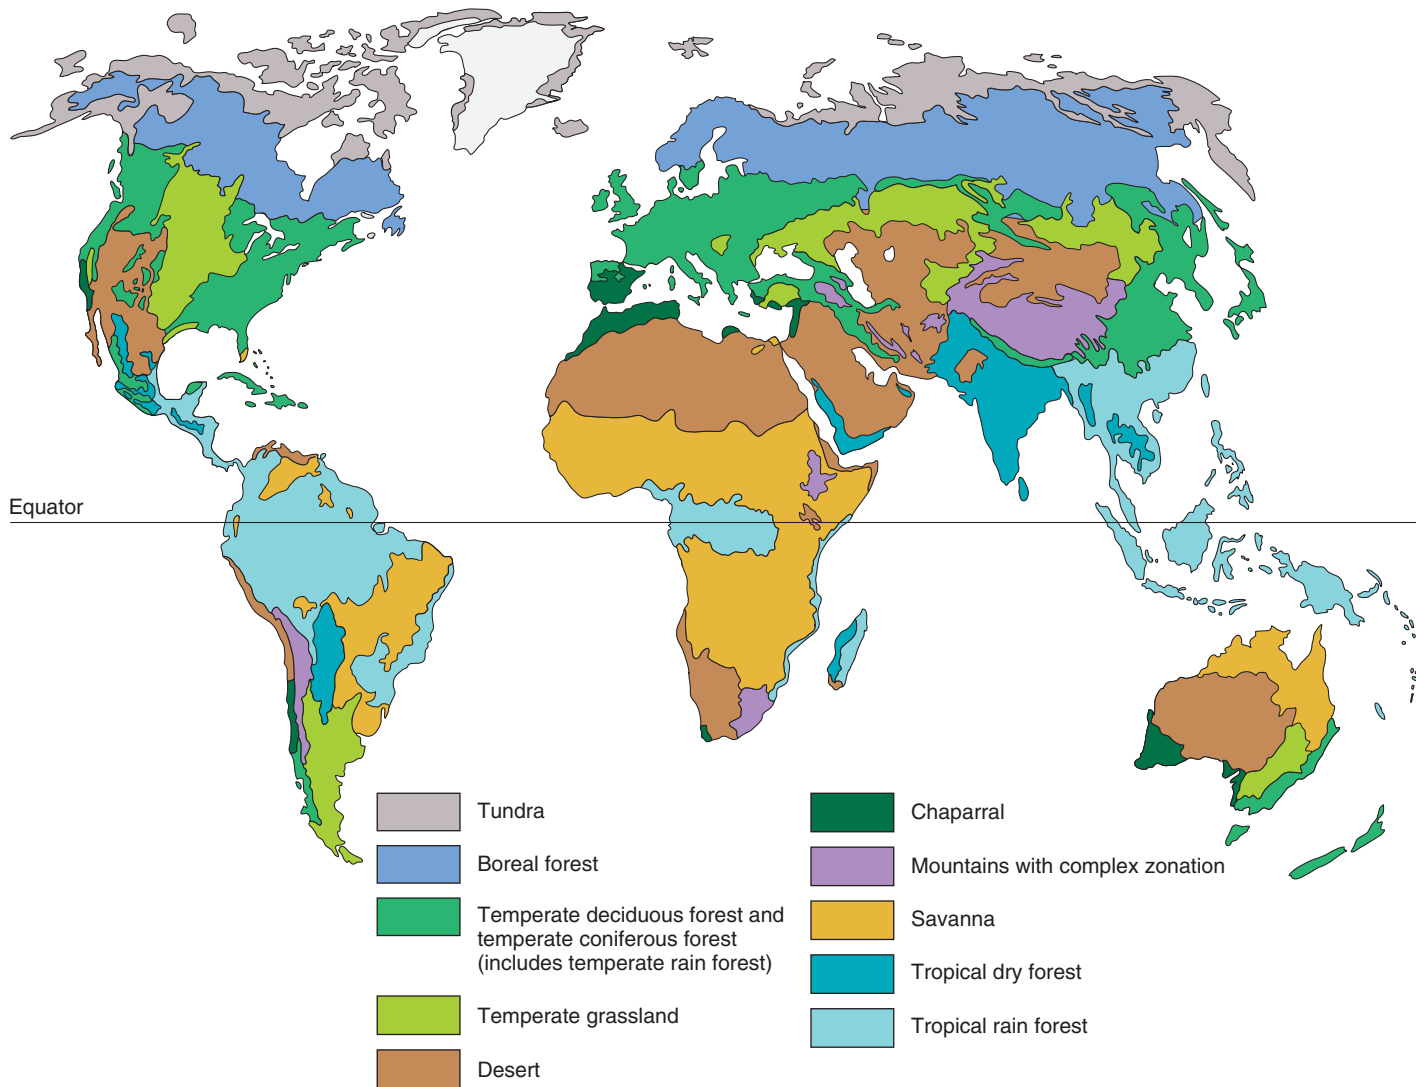 Equator
Tundra
Boreal forest
Temperate deciduous forest and
temperate coniferous forest
(includes temperate rain forest)
Temperate grassland
Desert
Chaparral
Mountains with complex zonation
Savanna
Tropical dry forest
Tropical rain forest